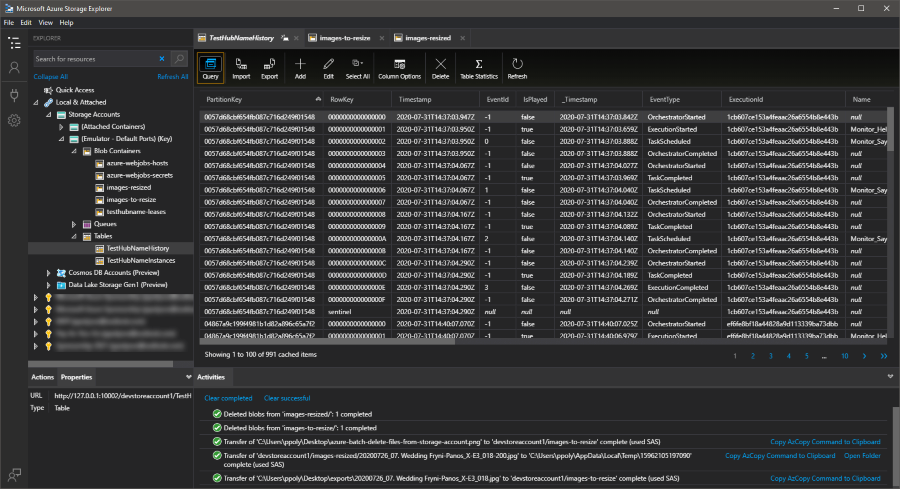 Microsoft Azure Storage Explorer
File Edit View Help
EXPLORER
Search for resources
Collapse All Refresh All
Quick Access
Local & Attached
Storage Accounts
(Attached Containers)
(Emulator - Default Ports) (Key)
Blob Containers
azure-webjobs-hosts
azure-webjobs-secrets
images-resized
images-to-resize
testhubname-leases
Queues
Tables
TestHubNameHistory
TestHubNameInstances
Cosmos DB Accounts (Preview)
Data Lake Storage Gen1 (Preview)
Actions Properties
URL http://127.0.0.1:10002/devstoreaccount1/TestH
Type: Table
TestHubNameHistory images-to-resize images-resized
Query Import Export Add Edit Select All Column Options Delete Table Statistics Refresh
PartitionKey RowKey Timestamp EventId IsPlayed _Timestamp EventType ExecutionId Name
0057d68cbf654fb087c716d249f01548 0000000000000000 2020-07-31T14:37:03.947Z -1 false 2020-07-31T14:37:03.842Z OrchestratorStarted 1cb607ce153a4feaac26a6554b8e443b null
0057d68cbf654fb087c716d249f01548 0000000000000001 2020-07-31T14:37:03.950Z -1 true 2020-07-31T14:37:03.659Z ExecutionStarted 1cb607ce153a4feaac26a6554b8e443b Monitor_Hel
0057d68cbf654fb087c716d249f01548 0000000000000002 2020-07-31T14:37:03.950Z 0 false 2020-07-31T14:37:03.888Z TaskScheduled 1cb607ce153a4feaac26a6554b8e443b Monitor_Say
0057d68cbf654fb087c716d249f01548 0000000000000003 2020-07-31T14:37:03.950Z -1 false 2020-07-31T14:37:03.888Z OrchestratorCompleted 1cb607ce153a4feaac26a6554b8e443b null
0057d68cbf654fb087c716d249f01548 0000000000000004 2020-07-31T14:37:04.067Z -1 false 2020-07-31T14:37:04.027Z OrchestratorStarted 1cb607ce153a4feaac26a6554b8e443b null
0057d68cbf654fb087c716d249f01548 0000000000000005 2020-07-31T14:37:04.067Z -1 true 2020-07-31T14:37:03.969Z TaskCompleted 1cb607ce153a4feaac26a6554b8e443b null
0057d68cbf654fb087c716d249f01548 0000000000000006 2020-07-31T14:37:04.067Z 1 false 2020-07-31T14:37:04.040Z TaskScheduled 1cb607ce153a4feaac26a6554b8e443b Monitor_Say
0057d68cbf654fb087c716d249f01548 0000000000000007 2020-07-31T14:37:04.067Z -1 false 2020-07-31T14:37:04.040Z OrchestratorCompleted 1cb607ce153a4feaac26a6554b8e443b null
0057d68cbf654fb087c716d249f01548 0000000000000008 2020-07-31T14:37:04.167Z -1 false 2020-07-31T14:37:04.132Z OrchestratorStarted 1cb607ce153a4feaac26a6554b8e443b null
0057d68cbf654fb087c716d249f01548 0000000000000009 2020-07-31T14:37:04.167Z -1 true 2020-07-31T14:37:04.089Z TaskCompleted 1cb607ce153a4feaac26a6554b8e443b null
0057d68cbf654fb087c716d249f01548 000000000000000A 2020-07-31T14:37:04.167Z 2 false 2020-07-31T14:37:04.140Z TaskScheduled 1cb607ce153a4feaac26a6554b8e443b Monitor_Say
0057d68cbf654fb087c716d249f01548 000000000000000B 2020-07-31T14:37:04.167Z -1 false 2020-07-31T14:37:04.140Z OrchestratorCompleted 1cb607ce153a4feaac26a6554b8e443b null
0057d68cbf654fb087c716d249f01548 000000000000000C 2020-07-31T14:37:04.290Z -1 false 2020-07-31T14:37:04.239Z OrchestratorStarted 1cb607ce153a4feaac26a6554b8e443b null
0057d68cbf654fb087c716d249f01548 000000000000000D 2020-07-31T14:37:04.290Z -1 true 2020-07-31T14:37:04.189Z TaskCompleted 1cb607ce153a4feaac26a6554b8e443b null
0057d68cbf654fb087c716d249f01548 000000000000000E 2020-07-31T14:37:04.290Z 3 false 2020-07-31T14:37:04.269Z ExecutionCompleted 1cb607ce153a4feaac26a6554b8e443b null
0057d68cbf654fb087c716d249f01548 000000000000000F 2020-07-31T14:37:04.290Z -1 false 2020-07-31T14:37:04.271Z OrchestratorCompleted 1cb607ce153a4feaac26a6554b8e443b null
0057d68cbf654fb087c716d249f01548 sentinel 2020-07-31T14:37:04.290Z null null null null 1cb607ce153a4feaac26a6554b8e443b null
04867a9c199f4981b1d82a896c65a7f2 0000000000000000 2020-07-31T14:40:07.070Z -1 false 2020-07-31T14:40:07.025Z OrchestratorStarted ef6fe8bf18a44828a9d113339ba73dbb null
04867a9c199f4981b1d82a896c65a7f2 0000000000000001 2020-07-31T14:40:07.070Z -1 true 2020-07-31T14:40:06.979Z ExecutionStarted ef6fe8bf18a44828a9d113339ba73dbb Monitor_Hel
Showing 1 to 100 of 991 cached items
1 2 3 4 5 ... 10
Activities
Clear completed Clear successful
Deleted blobs from 'images-resized/': 1 completed
Deleted blobs from 'images-to-resize/': 1 completed
Transfer of 'C:\Users\ppoly\Desktop\azure-batch-delete-files-from-storage-account.png' to 'devstoreaccount1/images-to-resize' complete (used SAS) Copy AzCopy Command to Clipboard
Transfer of 'devstoreaccount1/images-resized/20200726_07. Wedding Fryni-Panos_X-E3_018-200.jpg' to 'C:\Users\ppoly\AppData\Local\Temp\15962105197090' Copy AzCopy Command to Clipboard Open Folder
complete (used SAS)
Transfer of 'C:\Users\ppoly\Desktop\exports\20200726_07. Wedding Fryni-Panos_X-E3_018.jpg' to 'devstoreaccount1/images-to-resize' complete (used SAS) Copy AzCopy Command to Clipboard